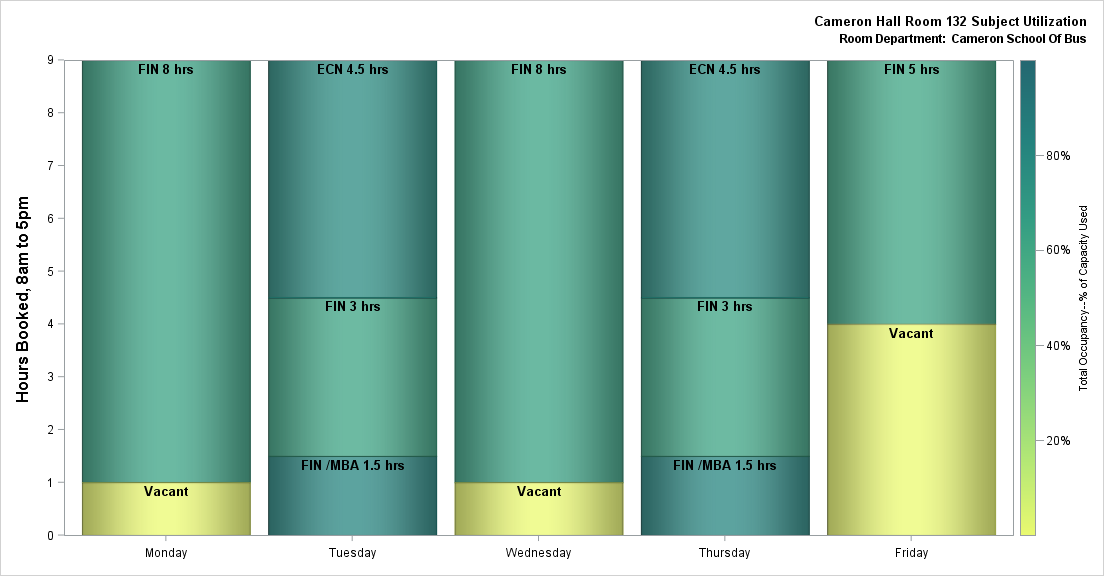 Cameron Hall Room 132 Subject Utilization
Room Department: Cameron School Of Bus
Hours Booked, 8am to 5pm
9
8
7
6
5
4
3
2
1
0
FIN 8 hrs
Vacant
ECN 4.5 hrs
FIN 3 hrs
FIN /MBA 1.5 hrs
FIN 8 hrs
Vacant
ECN 4.5 hrs
FIN 3 hrs
FIN /MBA 1.5 hrs
FIN 5 hrs
Vacant
Monday
Tuesday
Wednesday
Thursday
Friday
80%
60%
40%
20%
Total Occupancy--% of Capacity Used